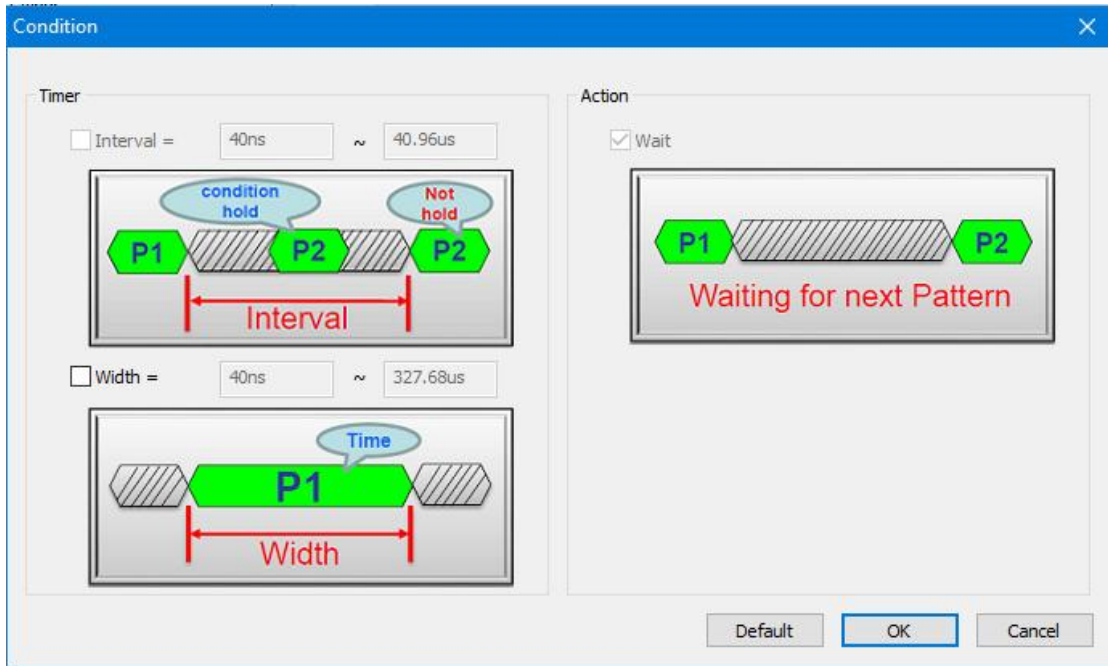 Condition
Timer
Interval = 40ns ~ 40.96us
condition
hold
Not
hold
P1 P2 P2
Interval
Width = 40ns ~ 327.68us
Time
P1
Width
Action
Wait
P1 P2
Waiting for next Pattern
Default OK Cancel